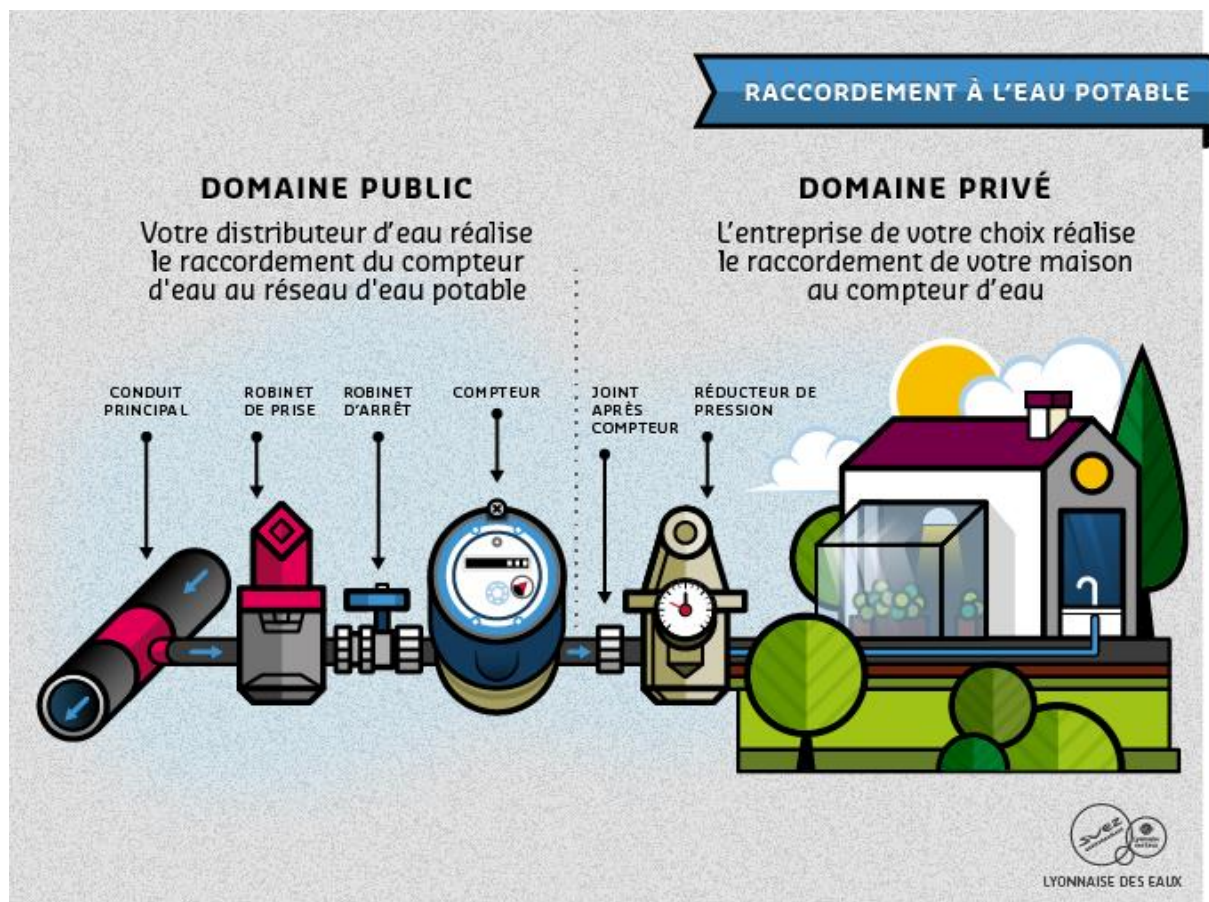 RACCORDEMENT À L'EAU POTABLE
DOMAINE PUBLIC
Votre distributeur d'eau réalise
le raccordement du compteur
d'eau au réseau d'eau potable
DOMAINE PRIVÉ
L'entreprise de votre choix réalise
le raccordement de votre maison
au compteur d'eau
CONDUIT
PRINCIPAL
ROBINET
DE PRISE
ROBINET
D'ARRÊT
COMPTEUR
JOINT
APRÈS
COMPTEUR
RÉDUCTEUR DE
PRESSION
SUEZ
LYONNAISE DES EAUX